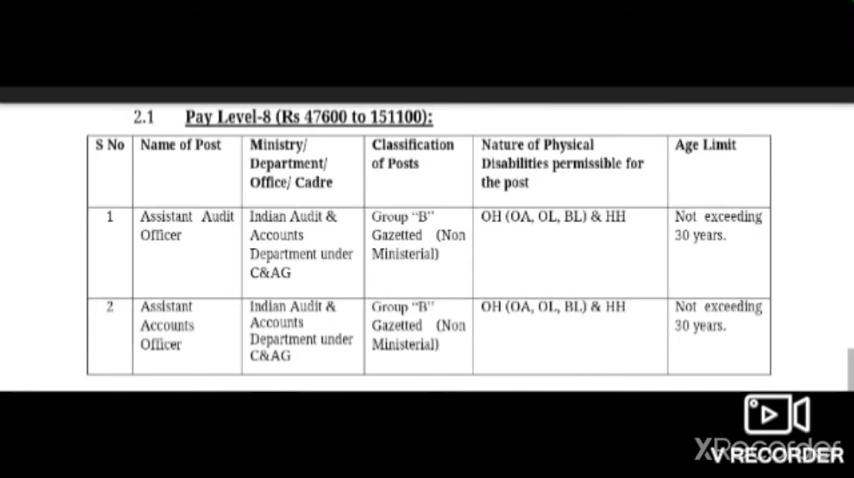 2.1 Pay Level-8 (Rs 47600 to 151100):
S No Name of Post Ministry/ Classification Nature of Physical Age Limit
Department/ of Posts Disabilities permissible for
Office/ Cadre the post
1 Assistant Audit Indian Audit & Group "B" OH (OA, OL, BL) & HH Not exceeding
Officer Accounts Gazetted (Non 30 years.
Department under Ministerial)
C&AG
2 Assistant Indian Audit & Group "B" OH (OA, OL, BL) & HH Not exceeding
Accounts Accounts Gazetted (Non 30 years.
Officer Department under Ministerial)
C&AG
XRecorder
V RECORDER